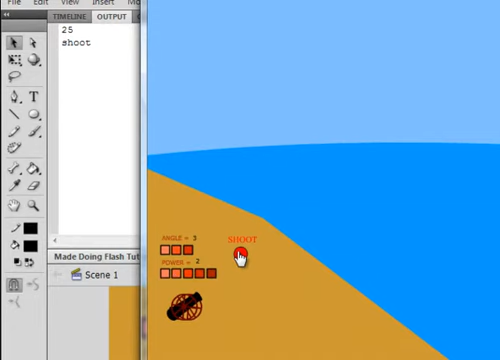 File Edit View Insert M
TIMELINE OUTPUT
25
shoot
Made Doing Flash Tut
Scene 1
ANGLE = 3
SHOOT
POWER = 2